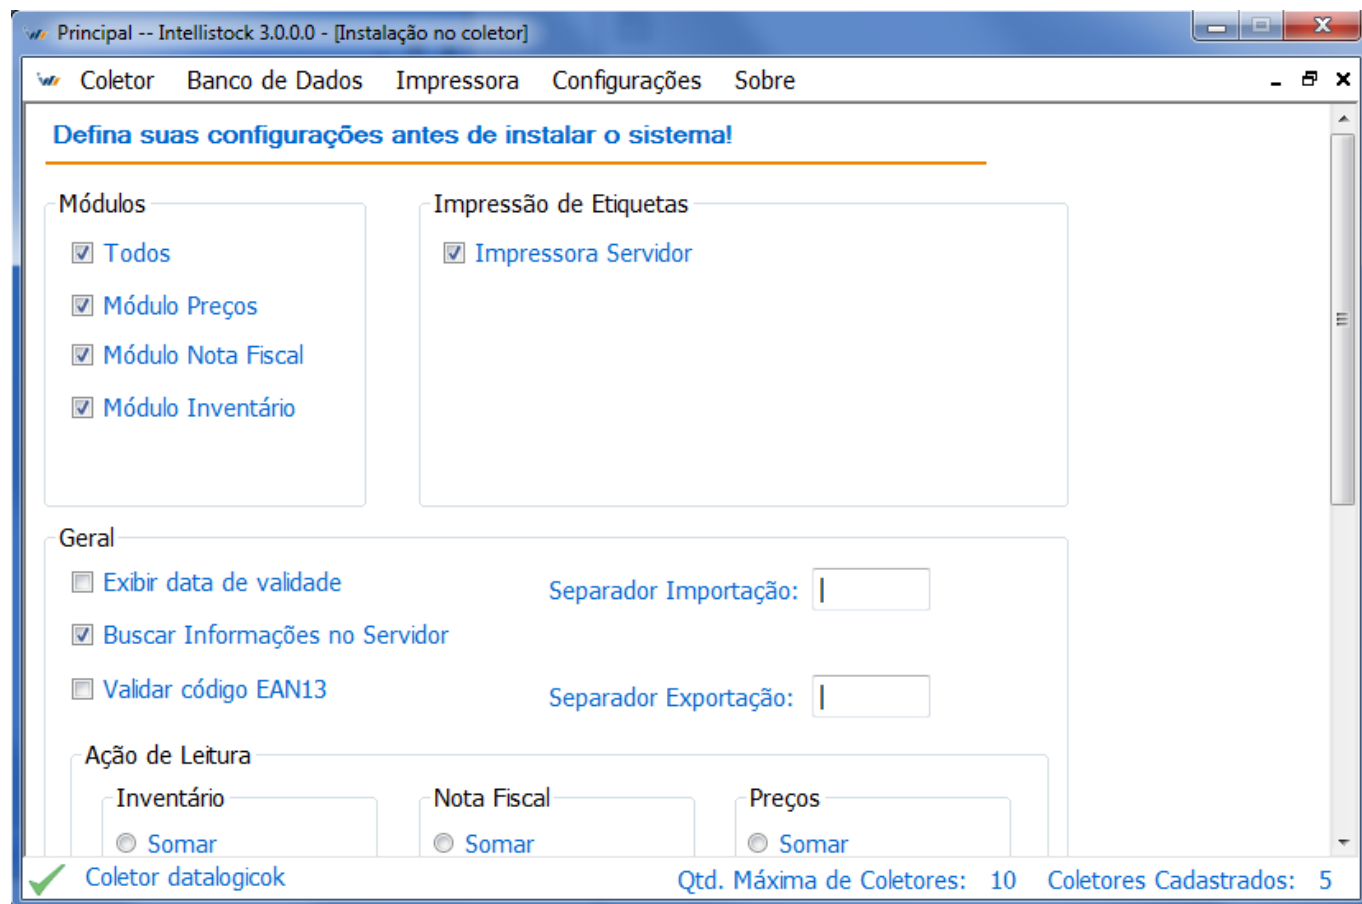 Principal -- Intellistock 3.0.0.0 - [Instalação no coletor]
Coletor Banco de Dados Impressora Configurações Sobre
Defina suas configurações antes de instalar o sistema!
Módulos
Impressão de Etiquetas
Todos
Impressora Servidor
Módulo Preços
Módulo Nota Fiscal
Módulo Inventário
Geral
Exibir data de validade
Separador Importação: |
Buscar Informações no Servidor
Validar código EAN13
Separador Exportação: |
Ação de Leitura
Inventário Nota Fiscal Preços
Somar Somar Somar
Coletor datalogicok Qtd. Máxima de Coletores: 10 Coletores Cadastrados: 5